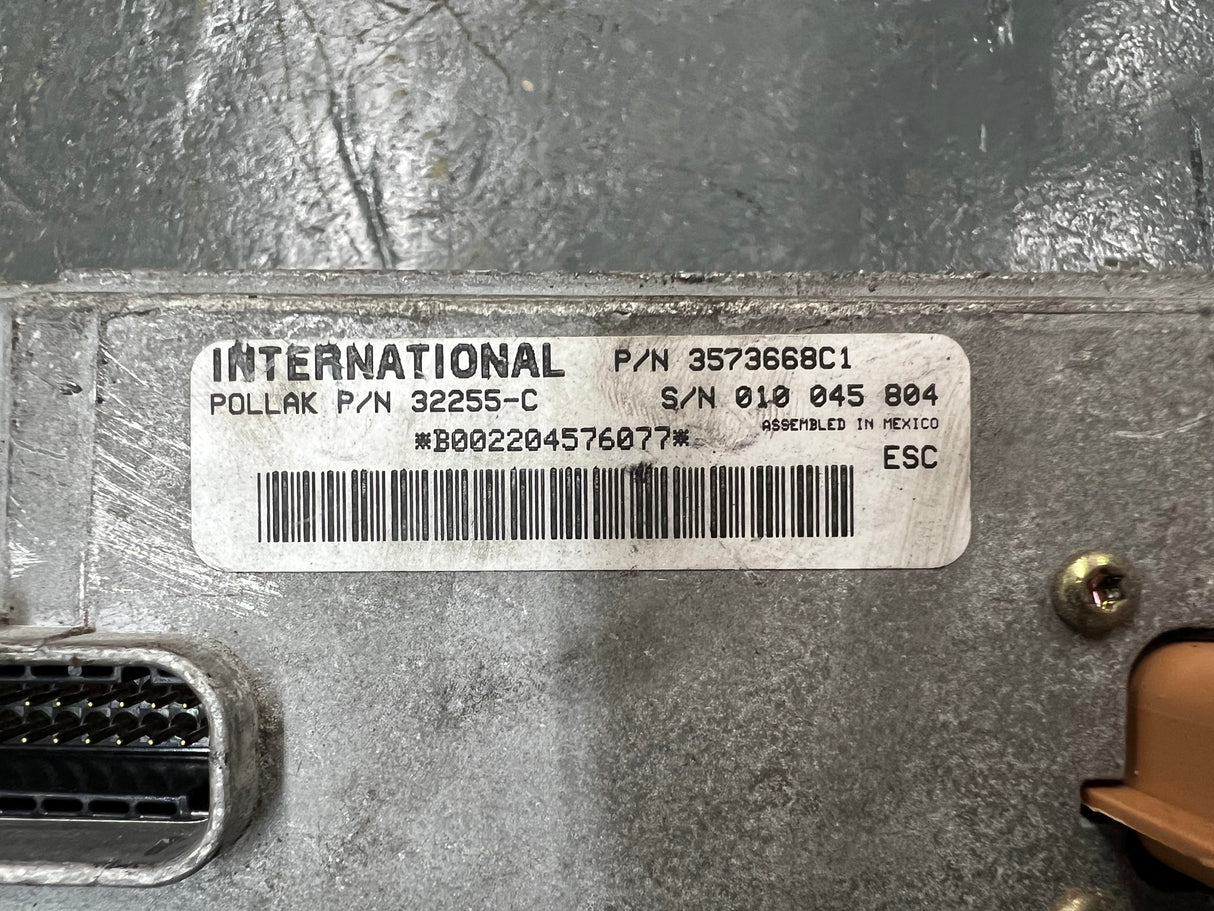 INTERNATIONAL P/N 3573668C1
POLLAK P/N 32255-C S/N 010 045 804
ASSEMBLED IN MEXICO
*B002204576077*
ESC